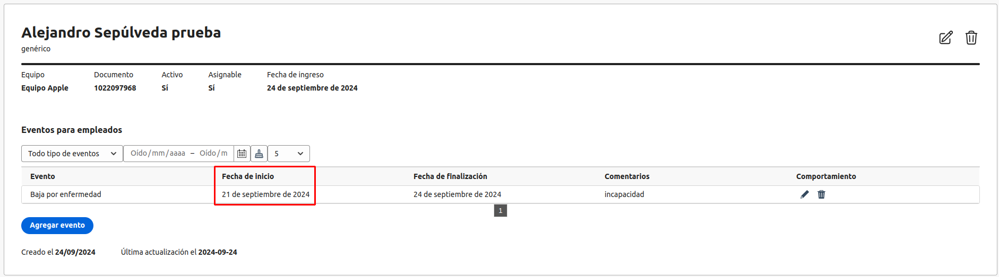 Alejandro Sepúlveda prueba
genérico
Equipo Documento Activo Asignable Fecha de ingreso
Equipo Apple 1022097968 Sí Sí 24 de septiembre de 2024
Eventos para empleados
Todo tipo de eventos Oído/mm/aaaa – Oído/m 5
Evento Fecha de inicio Fecha de finalización Comentarios Comportamiento
Baja por enfermedad 21 de septiembre de 2024 24 de septiembre de 2024 incapacidad
1
Agregar evento
Creado el 24/09/2024 Última actualización el 2024-09-24